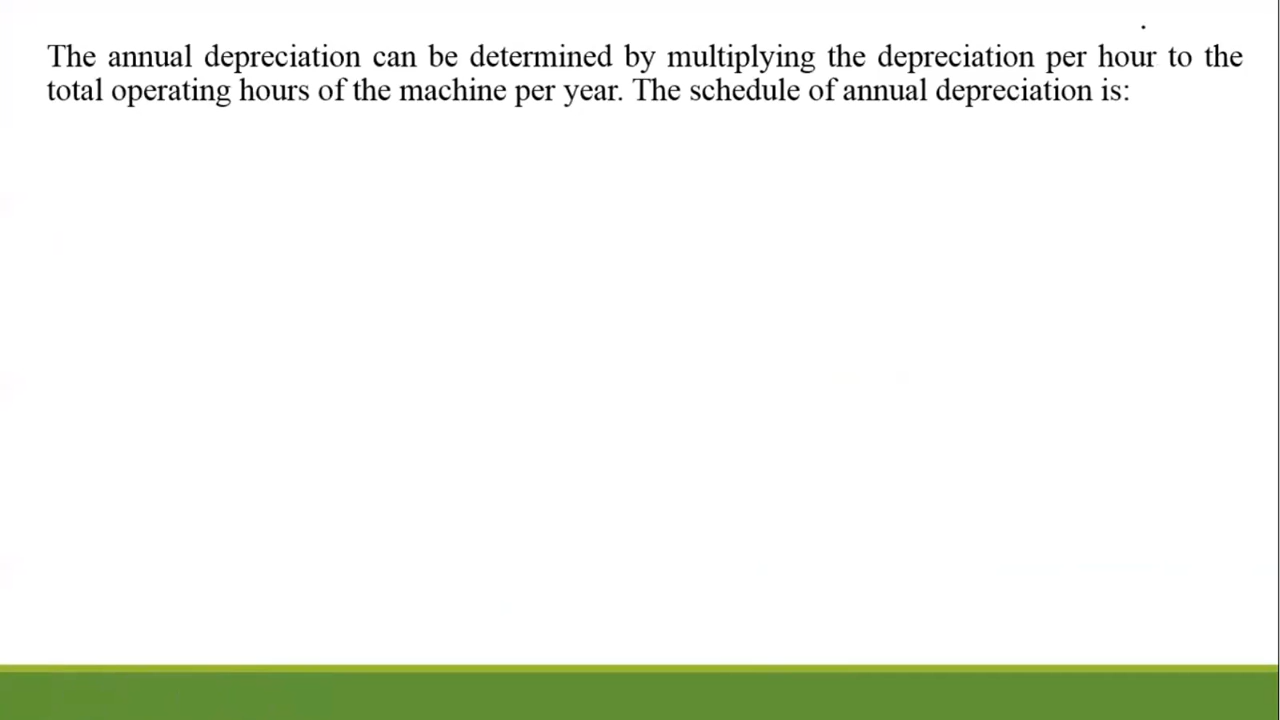 The annual depreciation can be determined by multiplying the depreciation per hour to the
total operating hours of the machine per year. The schedule of annual depreciation is: